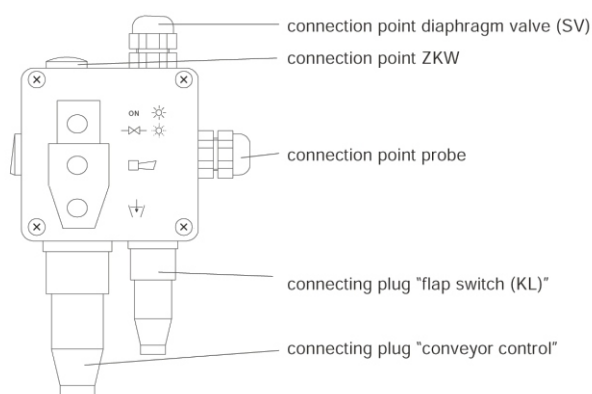 connection point diaphragm valve (SV)
connection point ZKW
ON
connection point probe
connecting plug "flap switch (KL)"
connecting plug "conveyor control"